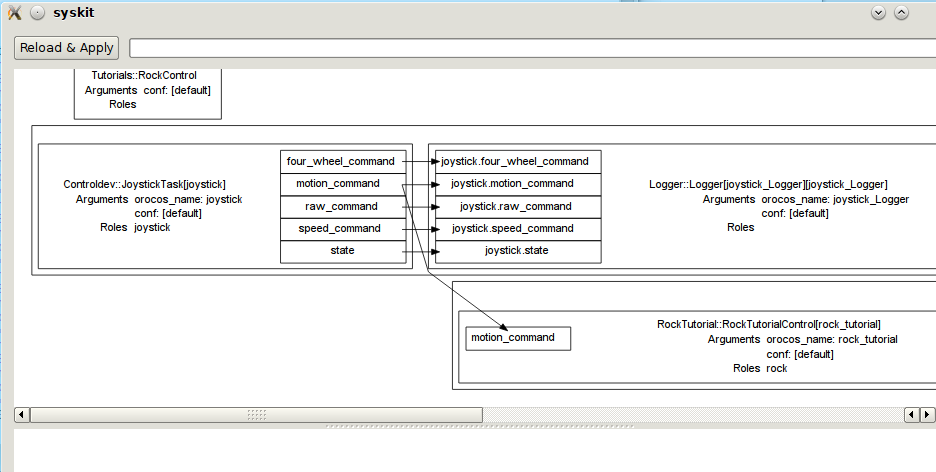 syskit
Reload & Apply
Tutorials::RockControl
Arguments conf: [default]
Roles
Controldev::JoystickTask[joystick]
Arguments orocos_name: joystick
conf: [default]
Roles joystick
four_wheel_command
motion_command
raw_command
speed_command
state
joystick.four_wheel_command
joystick.motion_command
joystick.raw_command
joystick.speed_command
joystick.state
Logger::Logger[joystick_Logger][joystick_Logger]
Arguments orocos_name: joystick_Logger
conf: [default]
Roles
motion_command
RockTutorial::RockTutorialControl[rock_tutorial]
Arguments orocos_name: rock_tutorial
conf: [default]
Roles rock